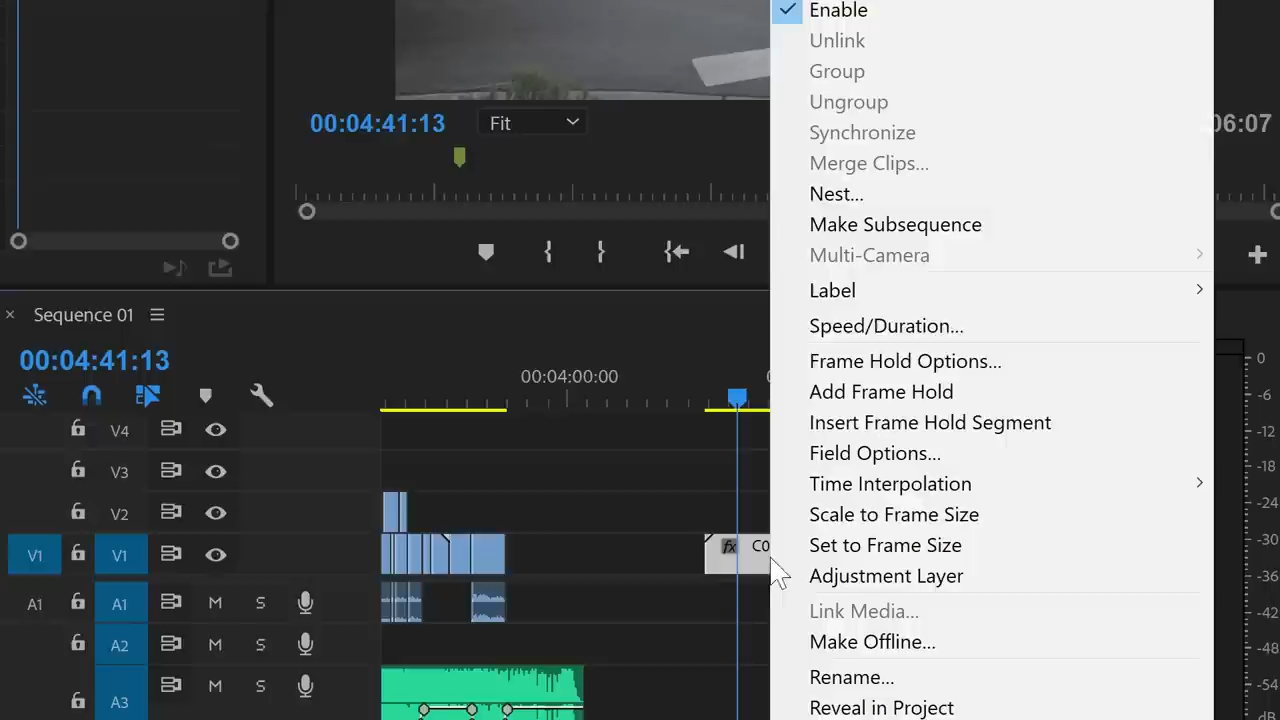 Enable
Unlink
Group
Ungroup
Synchronize
Merge Clips...
Nest...
Make Subsequence
Multi-Camera
Label
Speed/Duration...
Frame Hold Options...
Add Frame Hold
Insert Frame Hold Segment
Field Options...
Time Interpolation
Scale to Frame Size
Set to Frame Size
Adjustment Layer
Link Media...
Make Offline...
Rename...
Reveal in Project
00:04:41:13
Fit
06:07
Sequence 01
00:04:41:13
00:04:00:00
V4
V3
V2
V1 V1
fx C0
A1 A1 M S
A2 M S
A3 M S
0
-6
-12
-18
-24
-30
-36
-42
-48
-54
dB